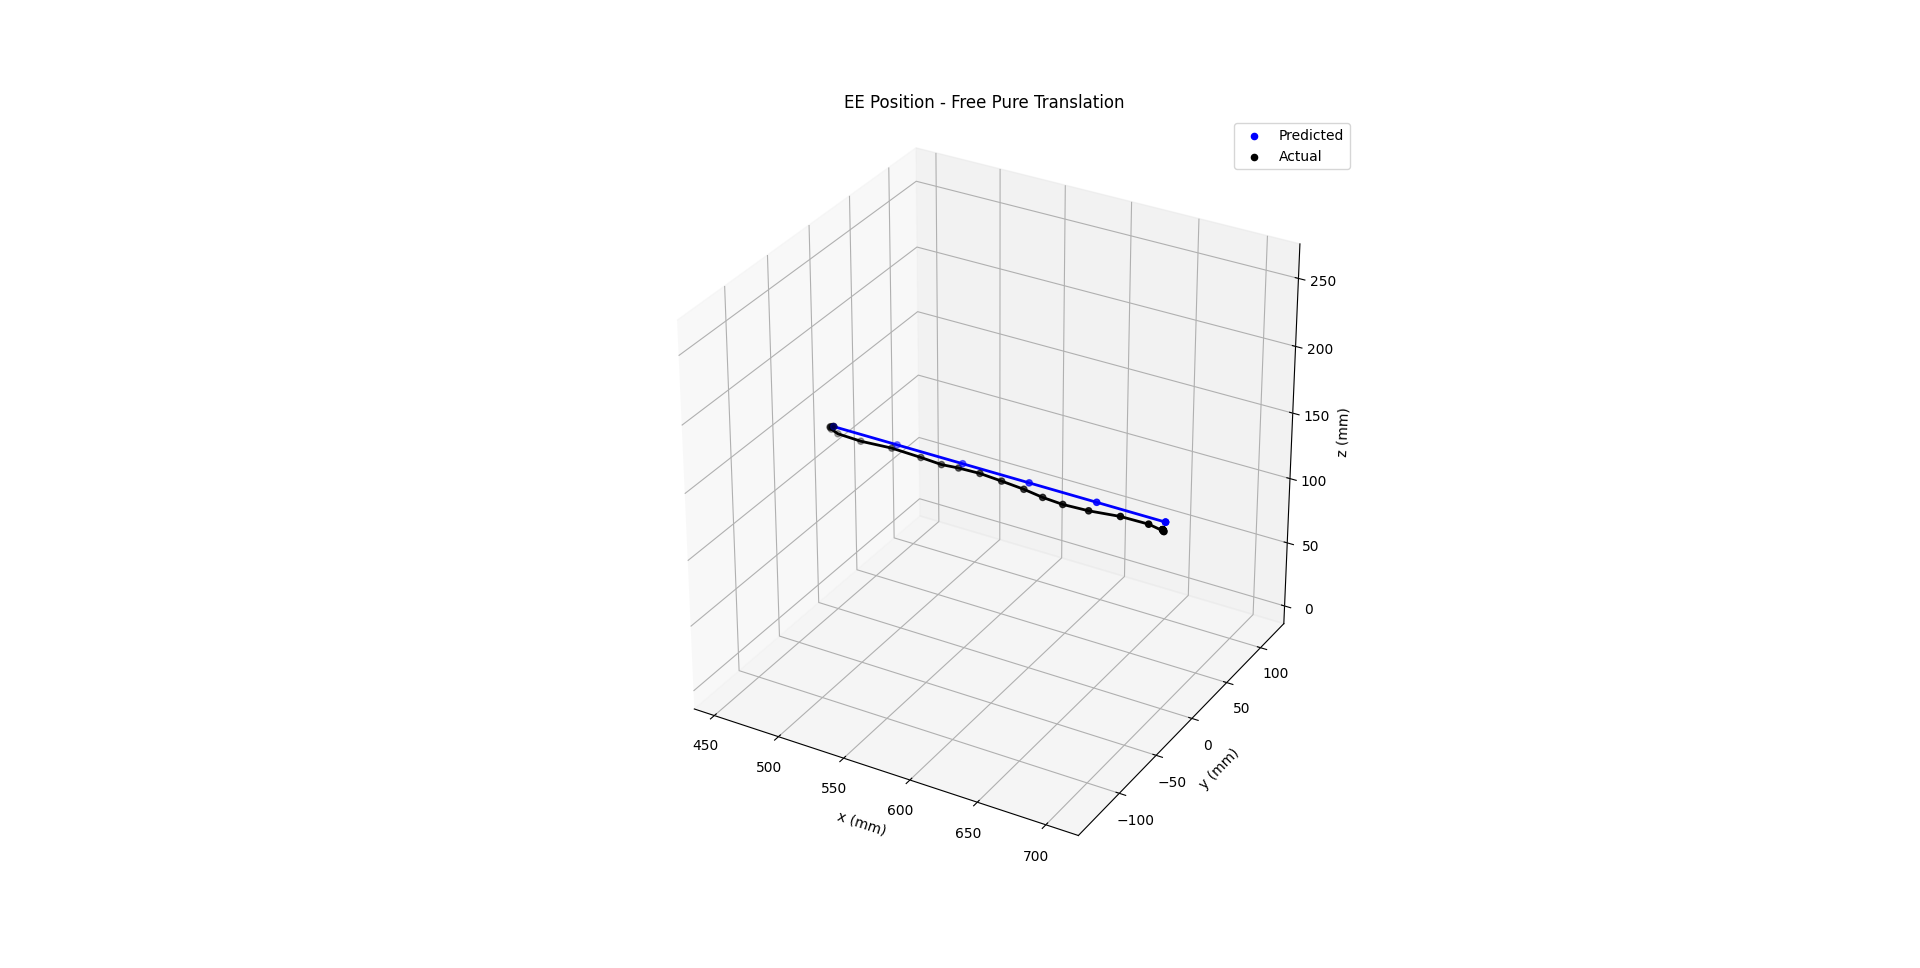 EE Position - Free Pure Translation
Predicted
Actual
250
200
150
100
50
0
z (mm)
100
50
0
−50
−100
y (mm)
450
500
550
600
650
700
x (mm)